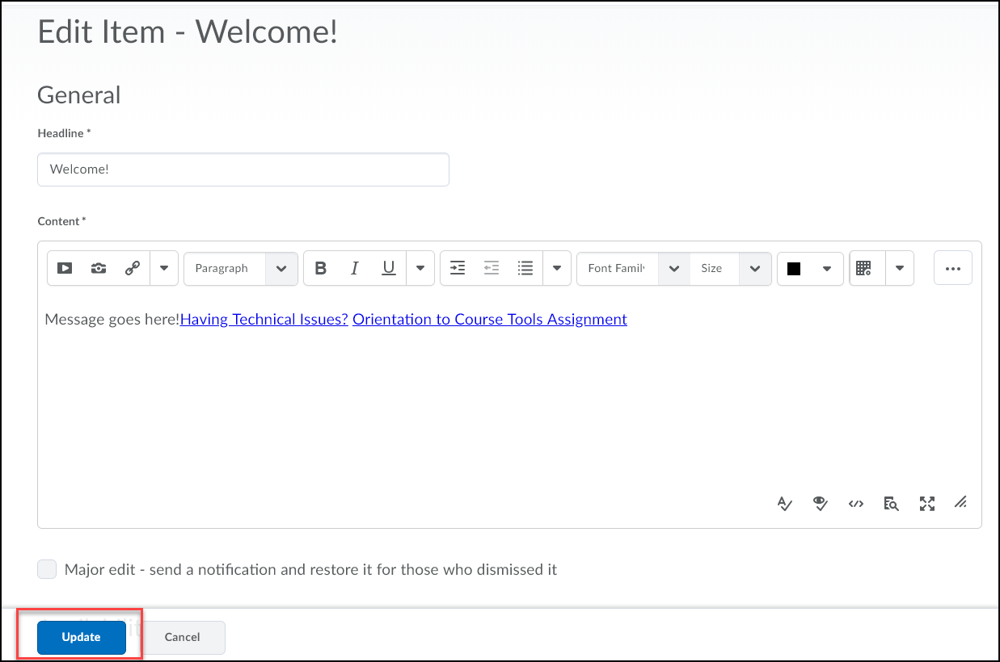 Edit Item - Welcome!
General
Headline *
Welcome!
Content *
Paragraph B I U Font Family Size
Message goes here!Having Technical Issues? Orientation to Course Tools Assignment
Major edit - send a notification and restore it for those who dismissed it
Update Cancel